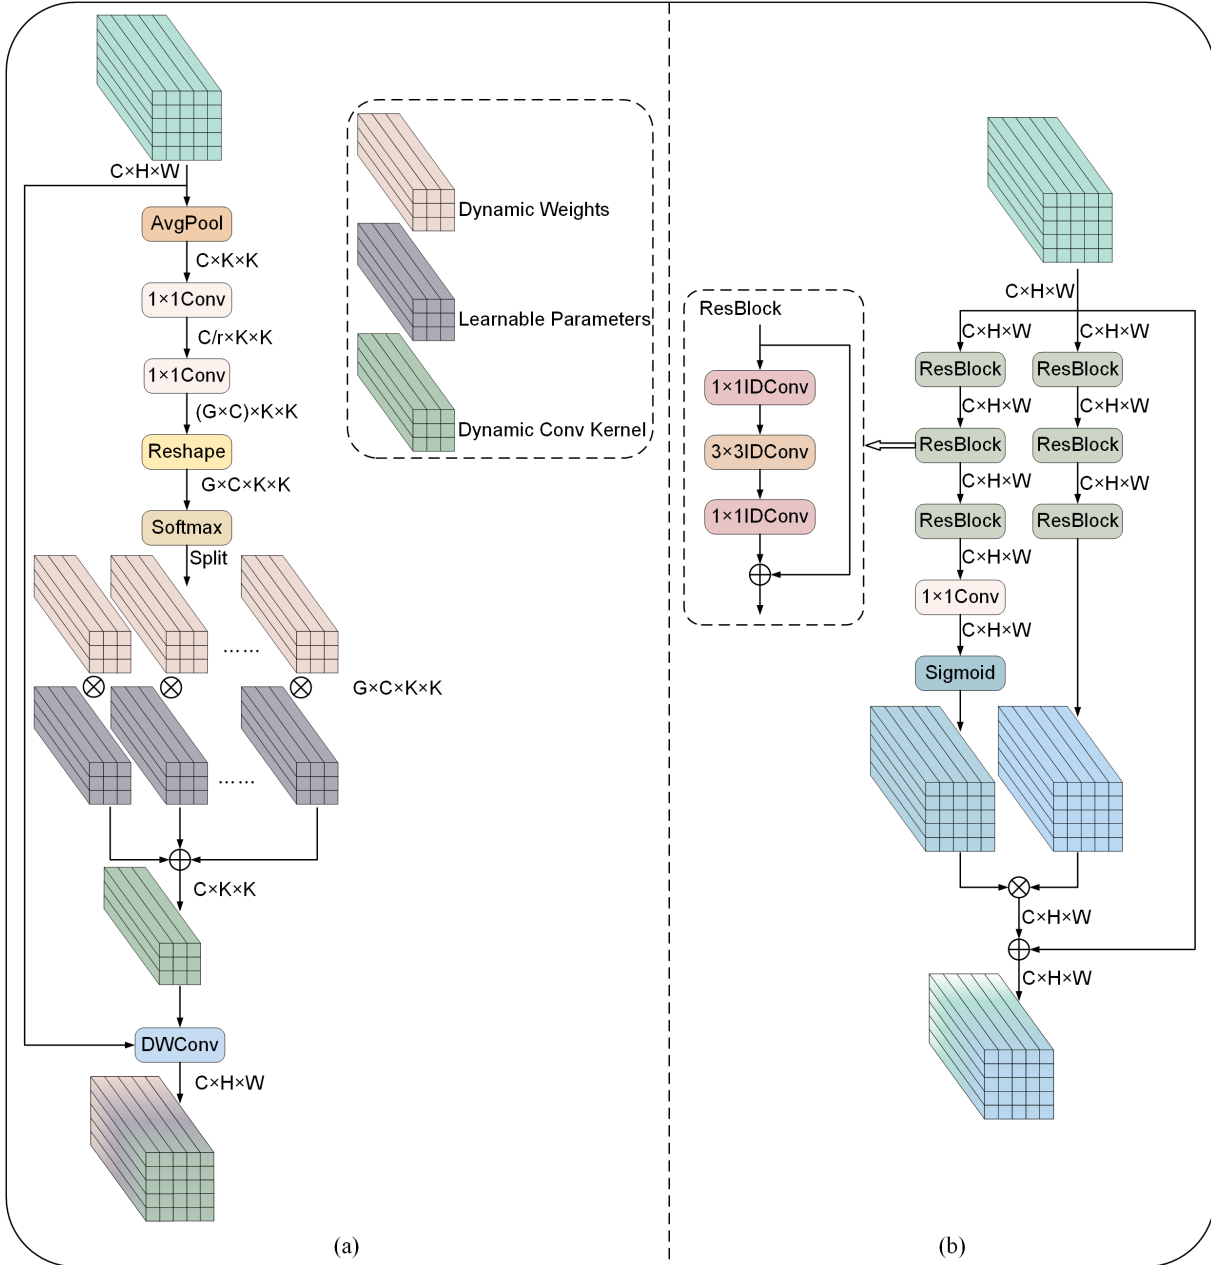 C×H×W
AvgPool
C×K×K
1×1Conv
C/r×K×K
1×1Conv
(G×C)×K×K
Reshape
G×C×K×K
Softmax
Split
……
G×C×K×K
……
C×K×K
DWConv
C×H×W
Dynamic Weights
Learnable Parameters
Dynamic Conv Kernel
(a)
C×H×W
C×H×W C×H×W
ResBlock ResBlock
C×H×W C×H×W
ResBlock ResBlock
C×H×W C×H×W
ResBlock ResBlock
C×H×W
1×1Conv
C×H×W
Sigmoid
C×H×W
C×H×W
ResBlock
1×1IDConv
3×3IDConv
1×1IDConv
(b)